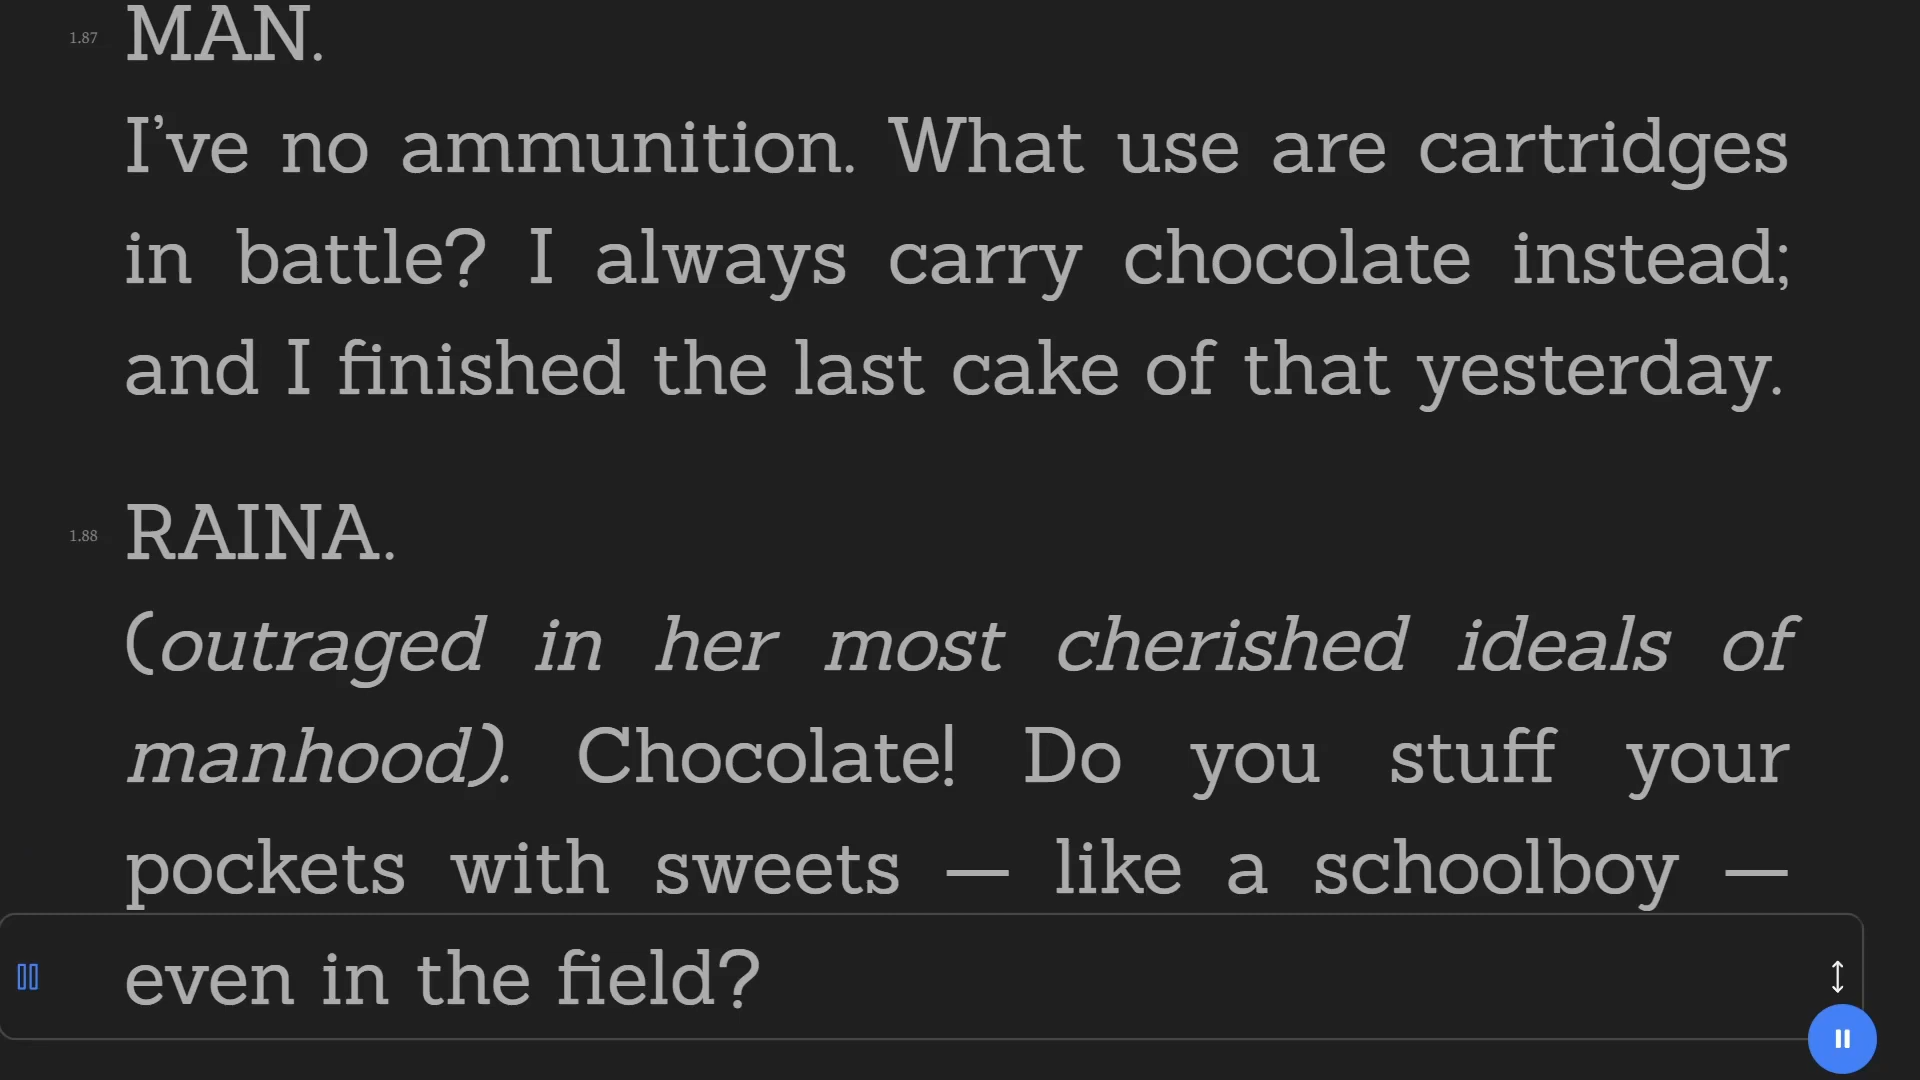 1.87 MAN.
I’ve no ammunition. What use are cartridges
in battle? I always carry chocolate instead;
and I finished the last cake of that yesterday.
1.88 RAINA.
(outraged in her most cherished ideals of
manhood). Chocolate! Do you stuff your
pockets with sweets — like a schoolboy —
even in the field?